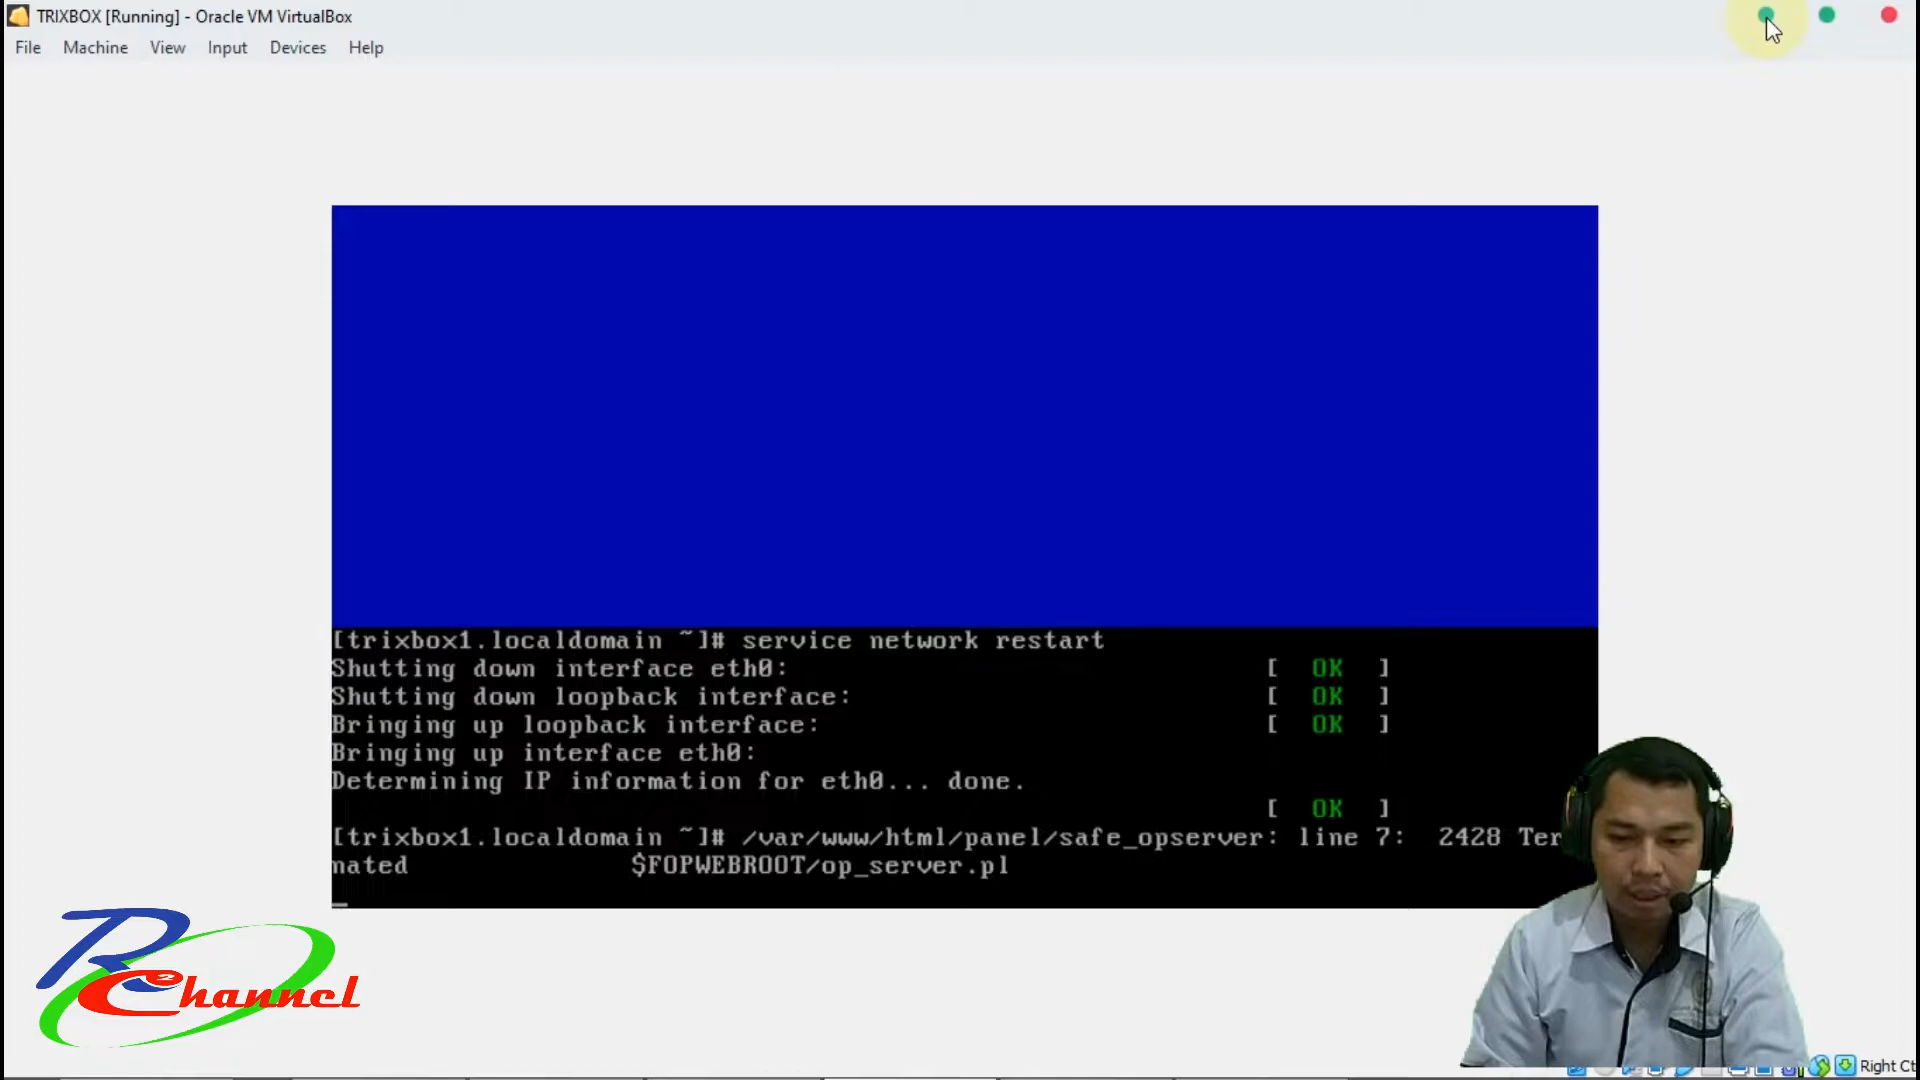 TRIXBOX [Running] - Oracle VM VirtualBox
File Machine View Input Devices Help
[trixbox1.localdomain ~]# service network restart
Shutting down interface eth0: [ OK ]
Shutting down loopback interface: [ OK ]
Bringing up loopback interface: [ OK ]
Bringing up interface eth0:
Determining IP information for eth0... done.
[ OK ]
[trixbox1.localdomain ~]# /var/www/html/panel/safe_opserver: line 7: 2428 Ter
nated $FOPWEBROOT/op_server.pl
R2 Channel
Right Ct